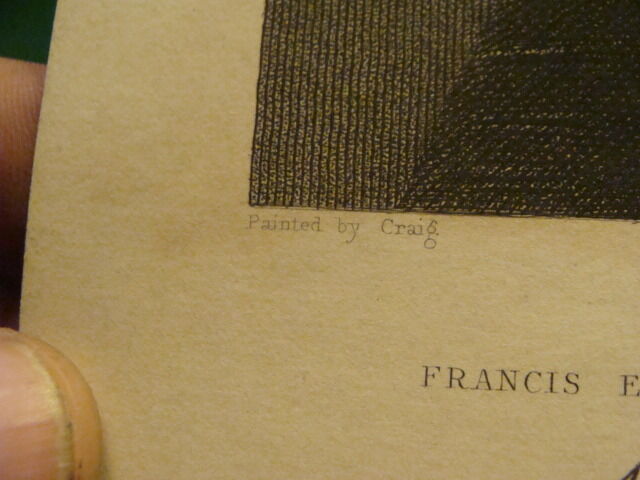 Painted by Craig.
FRANCIS E